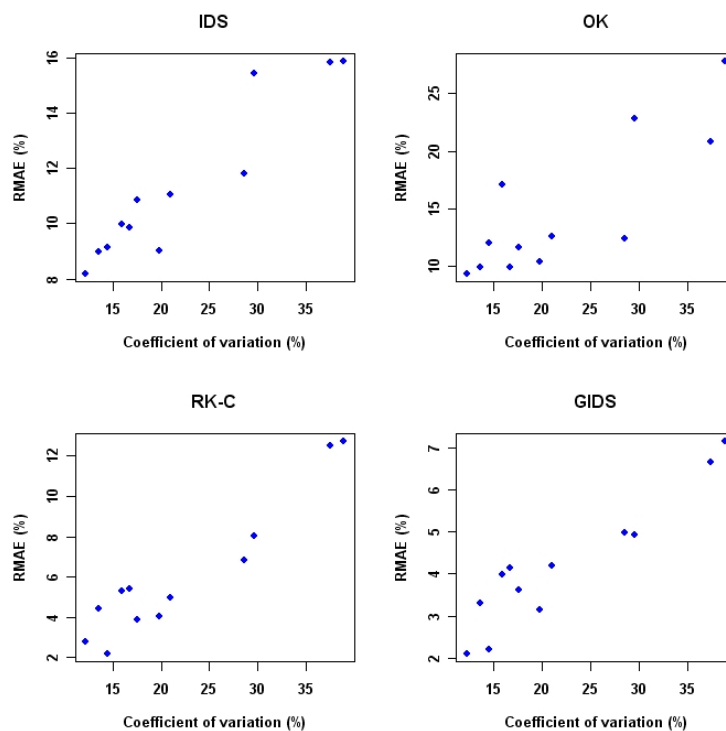 IDS
RMAE (%)
16
14
12
10
8
15 20 25 30 35
Coefficient of variation (%)
OK
RMAE (%)
25
20
15
10
15 20 25 30 35
Coefficient of variation (%)
RK-C
RMAE (%)
12
10
8
6
4
2
15 20 25 30 35
Coefficient of variation (%)
GIDS
RMAE (%)
7
6
5
4
3
2
15 20 25 30 35
Coefficient of variation (%)